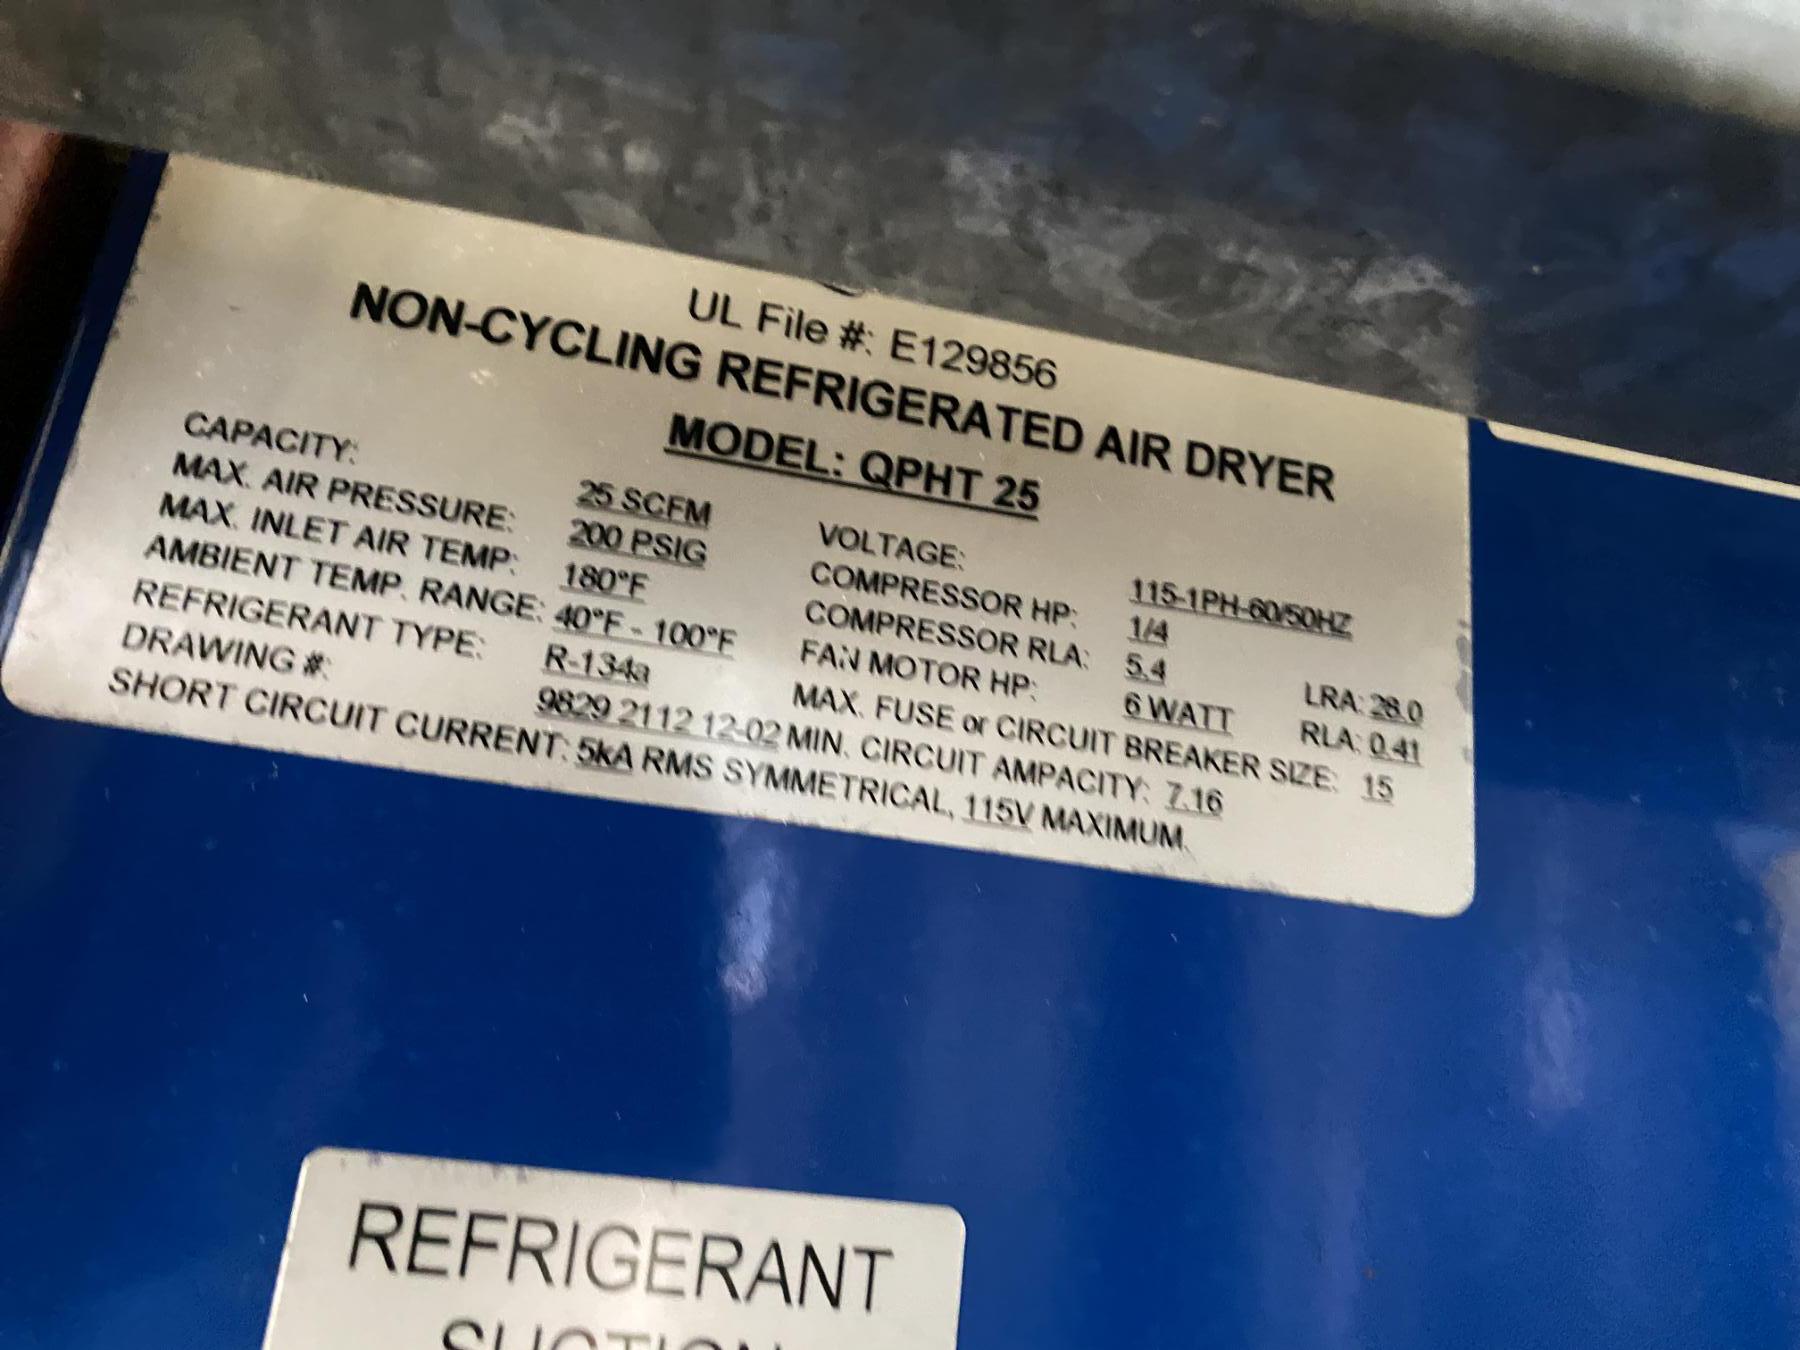 UL File #: E129856
NON-CYCLING REFRIGERATED AIR DRYER
MODEL: QPHT 25
CAPACITY: 25 SCFM
MAX. AIR PRESSURE: 200 PSIG
MAX. INLET AIR TEMP: 180°F
AMBIENT TEMP. RANGE: 40°F - 100°F
REFRIGERANT TYPE: R-134a
DRAWING #: 9829 2112 12-02
VOLTAGE: 115-1PH-60/50HZ
COMPRESSOR HP: 1/4
COMPRESSOR RLA: 5.4 LRA: 28.0
FAN MOTOR HP: 6 WATT RLA: 0.41
MAX. FUSE or CIRCUIT BREAKER SIZE: 15
MIN. CIRCUIT AMPACITY: 7.16
SHORT CIRCUIT CURRENT: 5kA RMS SYMMETRICAL, 115V MAXIMUM.
REFRIGERANT
SUCTION